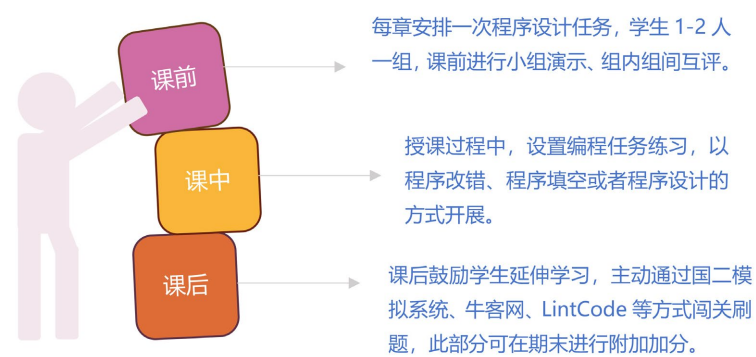 课前
每章安排一次程序设计任务，学生 1-2 人
一组，课前进行小组演示、组内组间互评。
课中
授课过程中，设置编程任务练习，以
程序改错、程序填空或者程序设计的
方式开展。
课后
课后鼓励学生延伸学习，主动通过国二模
拟系统、牛客网、LintCode 等方式闯关刷
题，此部分可在期末进行附加加分。